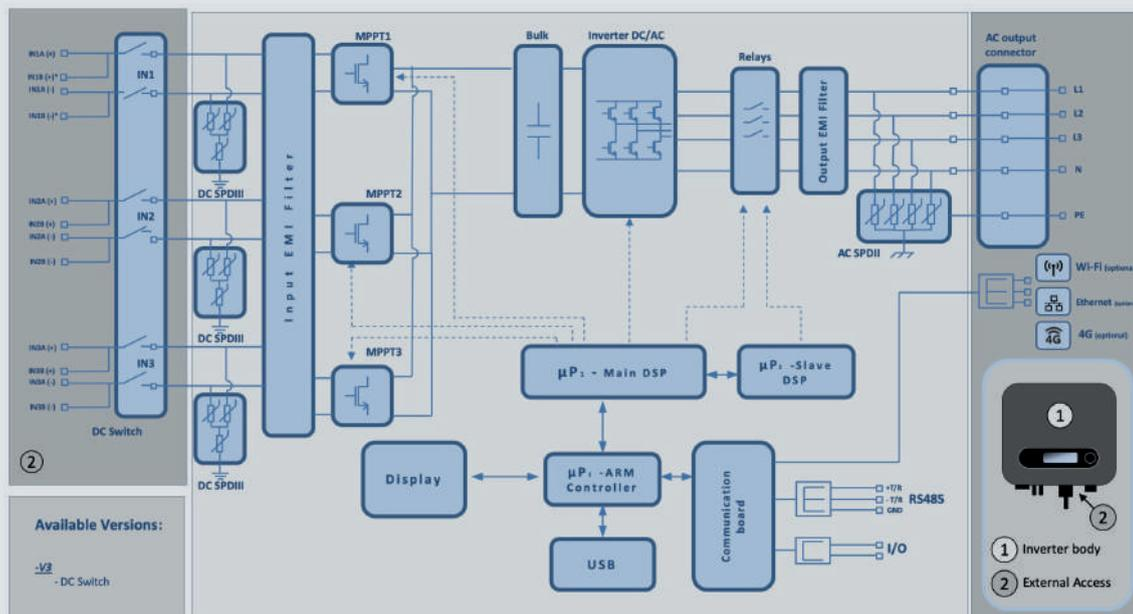 IN1A (+)
IN1B (+)*
IN1A (-)
IN1B (-)*
IN2A (+)
IN2B (+)
IN2A (-)
IN2B (-)
IN3A (+)
IN3B (+)
IN3A (-)
IN3B (-)
IN1
IN2
IN3
DC Switch
2
DC SPDIII
DC SPDIII
DC SPDIII
Input EMI Filter
MPPT1
MPPT2
MPPT3
Bulk
Inverter DC/AC
Relays
Output EMI Filter
AC SPDII
AC output
connector
L1
L2
L3
N
PE
Wi-Fi (optional)
Ethernet
4G
4G (optional)
- Main DSP
-Slave
DSP
-ARM
Controller
Display
USB
Communication
board
+T/R
- T/R
GND
RS485
I/O
1
2
1 Inverter body
2 External Access
Available Versions:
-V3
- DC Switch